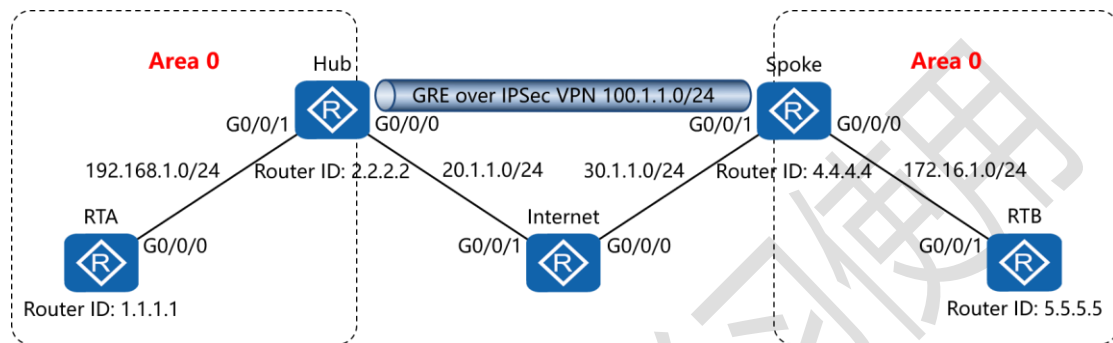 Area 0
Area 0
Hub
Spoke
GRE over IPSec VPN 100.1.1.0/24
G0/0/1
G0/0/0
G0/0/1
G0/0/0
192.168.1.0/24
Router ID: 2.2.2.2
20.1.1.0/24
30.1.1.0/24
Router ID: 4.4.4.4
172.16.1.0/24
RTA
Internet
RTB
G0/0/0
G0/0/1
G0/0/0
G0/0/1
Router ID: 1.1.1.1
Router ID: 5.5.5.5
R
R
R
R
R
使用